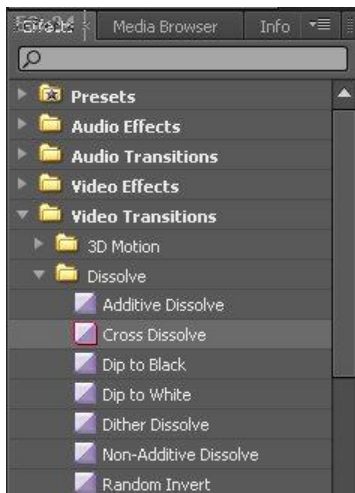 Effects Media Browser Info
Presets
Audio Effects
Audio Transitions
Video Effects
Video Transitions
3D Motion
Dissolve
Additive Dissolve
Cross Dissolve
Dip to Black
Dip to White
Dither Dissolve
Non-Additive Dissolve
Random Invert